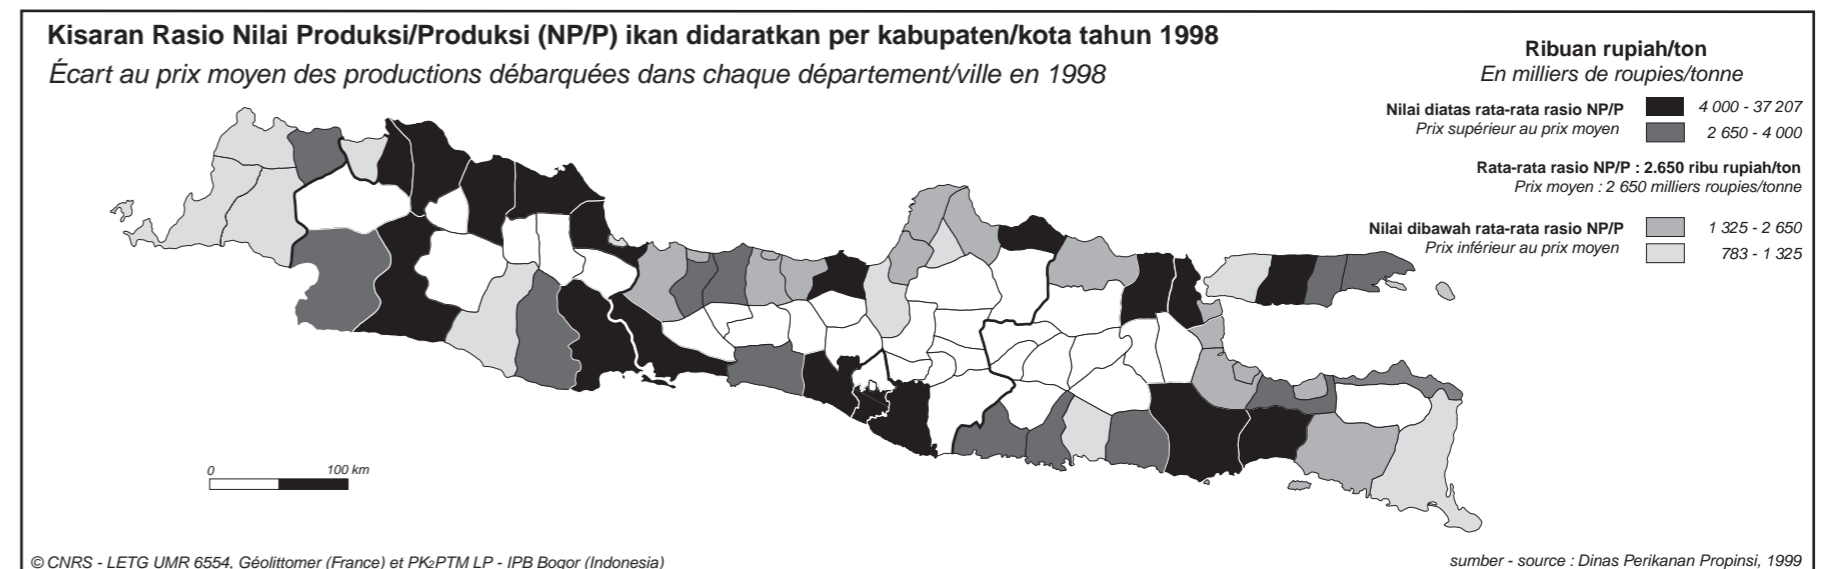 Kisaran Rasio Nilai Produksi/Produksi (NP/P) ikan didaratkan per kabupaten/kota tahun 1998
Écart au prix moyen des productions débarquées dans chaque département/ville en 1998
Ribuan rupiah/ton
En milliers de roupies/tonne
Nilai diatas rata-rata rasio NP/P
Prix supérieur au prix moyen
4 000 - 37 207
2 650 - 4 000
Rata-rata rasio NP/P : 2.650 ribu rupiah/ton
Prix moyen : 2 650 milliers roupies/tonne
Nilai dibawah rata-rata rasio NP/P
Prix inférieur au prix moyen
1 325 - 2 650
783 - 1 325
0 100 km
© CNRS - LETG UMR 6554, Géolittomer (France) et PK2PTM LP - IPB Bogor (Indonesia)
sumber - source : Dinas Perikanan Propinsi, 1999